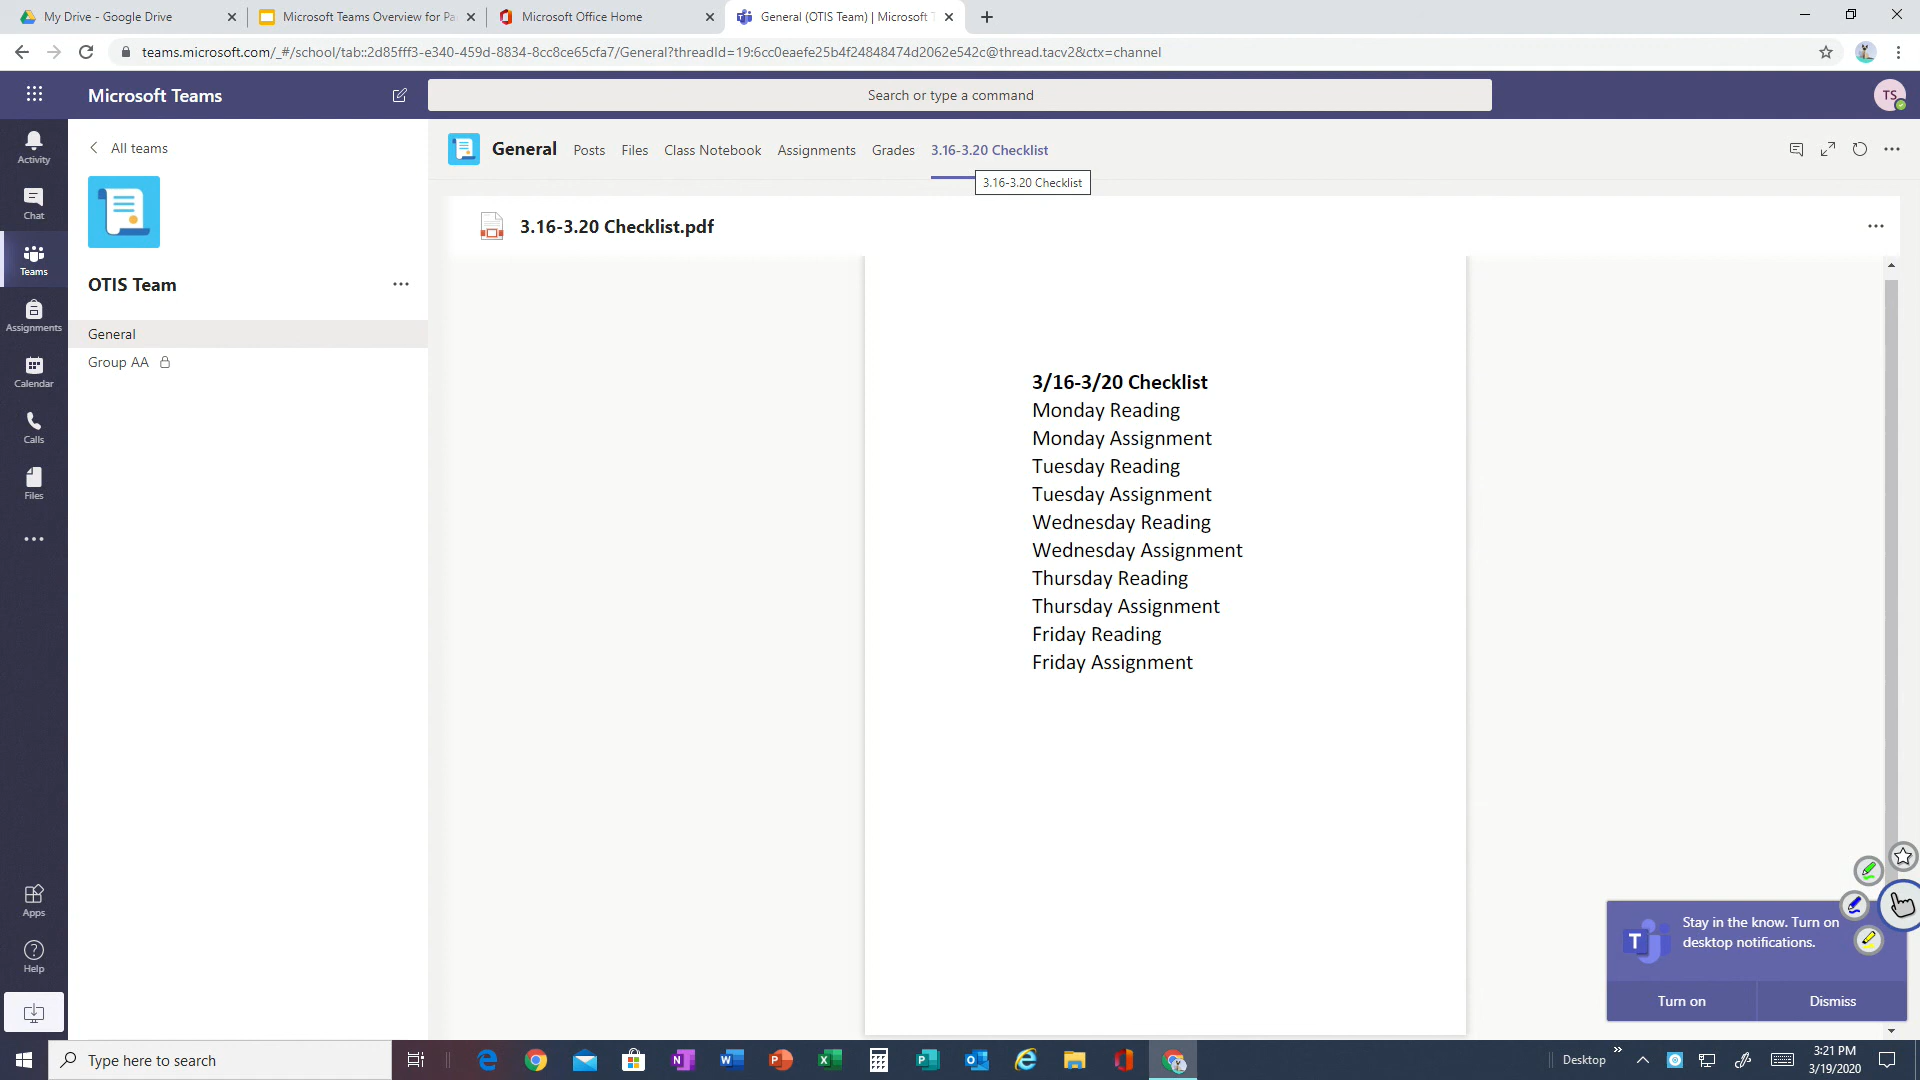 My Drive - Google Drive
Microsoft Teams Overview for Pa
Microsoft Office Home
General (OTIS Team) | Microsoft T
teams.microsoft.com/_#/school/tab::2d85fff3-e340-459d-8834-8cc8ce65cfa7/General?threadId=19:6cc0eaefe25b4f24848474d2062e542c@thread.tacv2&ctx=channel
Microsoft Teams
Search or type a command
TS
Activity
Chat
Teams
Assignments
Calendar
Calls
Files
Apps
Help
All teams
OTIS Team
General
Group AA
General
Posts
Files
Class Notebook
Assignments
Grades
3.16-3.20 Checklist
3.16-3.20 Checklist
3.16-3.20 Checklist.pdf
3/16-3/20 Checklist
Monday Reading
Monday Assignment
Tuesday Reading
Tuesday Assignment
Wednesday Reading
Wednesday Assignment
Thursday Reading
Thursday Assignment
Friday Reading
Friday Assignment
Stay in the know. Turn on
desktop notifications.
Turn on
Dismiss
Type here to search
Desktop
3:21 PM
3/19/2020